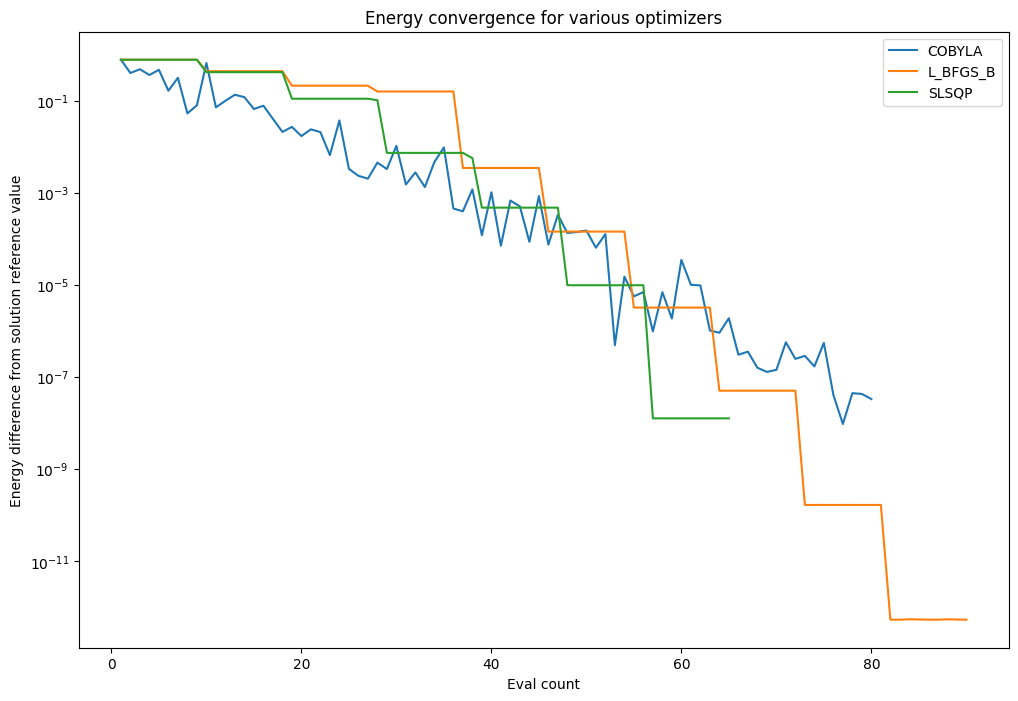 Energy convergence for various optimizers
COBYLA
L_BFGS_B
SLSQP
Energy difference from solution reference value
10⁻¹
10⁻³
10⁻⁵
10⁻⁷
10⁻⁹
10⁻¹¹
0 20 40 60 80
Eval count